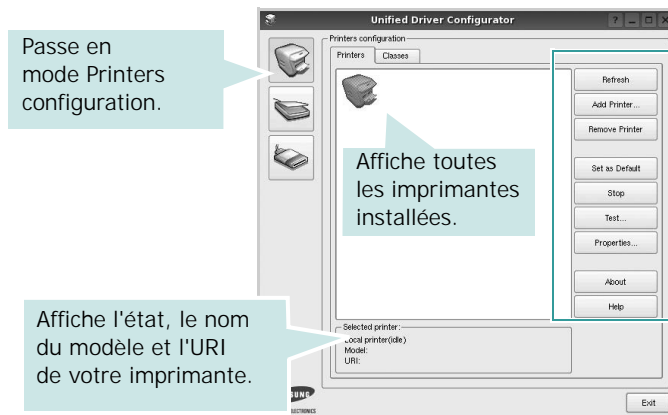 Unified Driver Configurator
Passe en
mode Printers
configuration.
Printers configuration
Printers
Classes
Refresh
Add Printer...
Remove Printer
Affiche toutes
les imprimantes
installées.
Set as Default
Stop
Test...
Properties...
About
Help
Affiche l'état, le nom
du modèle et l'URI
de votre imprimante.
Selected printer:
Local printer(idle)
Model:
URI:
Exit